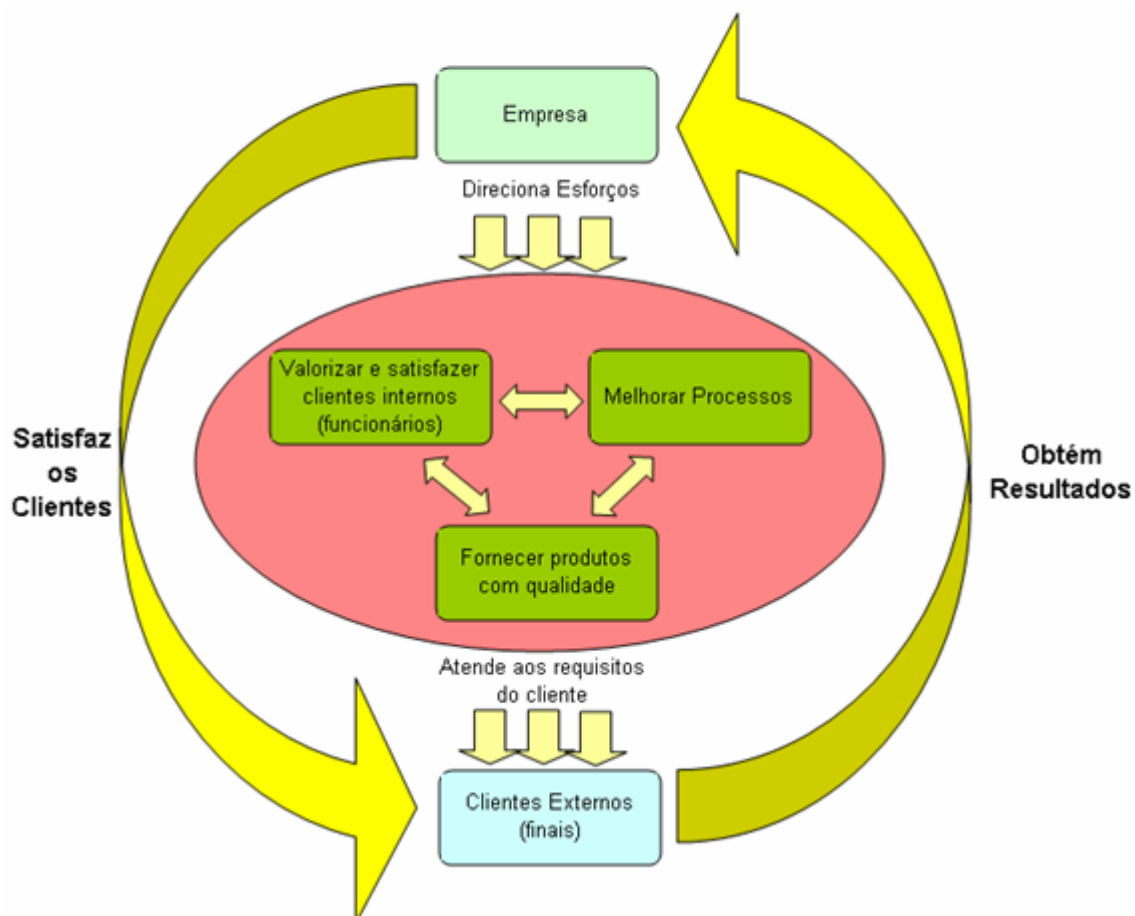 Empresa
Direciona Esforços
Valorizar e satisfazer
clientes internos
(funcionários)
Melhorar Processos
Satisfaz
os
Clientes
Obtém
Resultados
Fornecer produtos
com qualidade
Atende aos requisitos
do cliente
Clientes Externos
(finais)